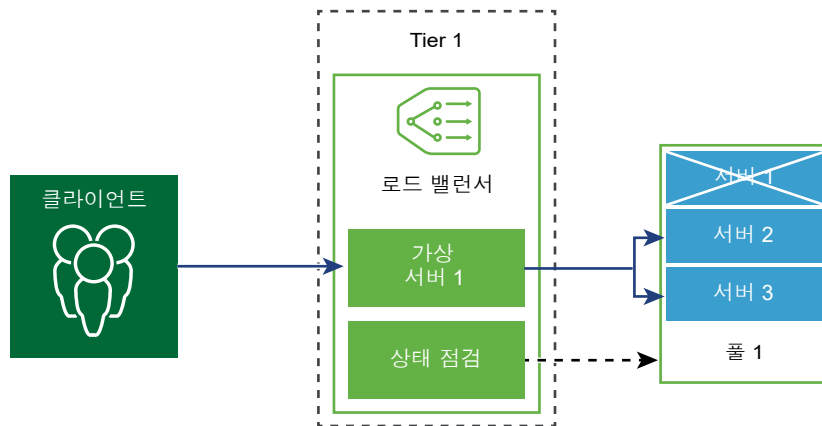 Tier 1
로드 밸런서
클라이언트
가상
서버 1
상태 점검
서버 1
서버 2
서버 3
풀 1